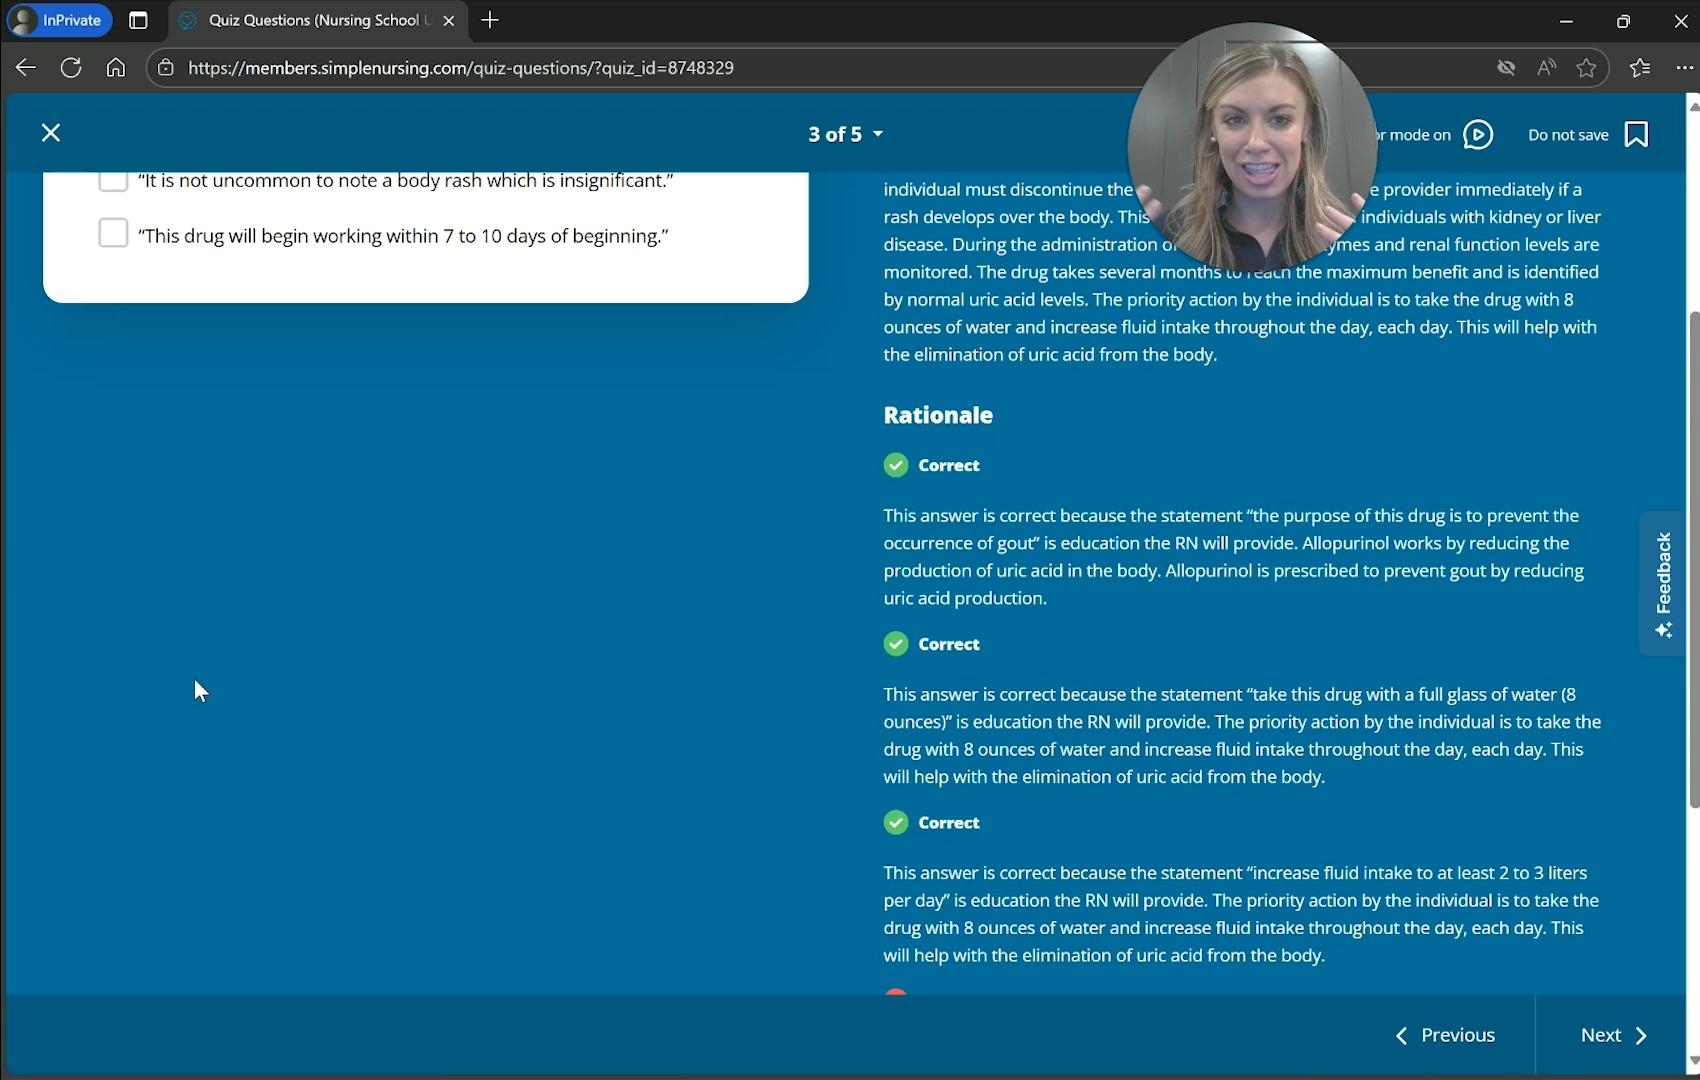 InPrivate
Quiz Questions (Nursing School
https://members.simplenursing.com/quiz-questions/?quiz_id=8748329
3 of 5
mode on
Do not save
"It is not uncommon to note a body rash which is insignificant."
"This drug will begin working within 7 to 10 days of beginning."
individual must discontinue the provider immediately if a
rash develops over the body. This individuals with kidney or liver
disease. During the administration and renal function levels are
monitored. The drug takes several months to reach the maximum benefit and is identified
by normal uric acid levels. The priority action by the individual is to take the drug with 8
ounces of water and increase fluid intake throughout the day, each day. This will help with
the elimination of uric acid from the body.
Rationale
Correct
This answer is correct because the statement “the purpose of this drug is to prevent the
occurrence of gout” is education the RN will provide. Allopurinol works by reducing the
production of uric acid in the body. Allopurinol is prescribed to prevent gout by reducing
uric acid production.
Correct
This answer is correct because the statement “take this drug with a full glass of water (8
ounces)” is education the RN will provide. The priority action by the individual is to take the
drug with 8 ounces of water and increase fluid intake throughout the day, each day. This
will help with the elimination of uric acid from the body.
Correct
This answer is correct because the statement “increase fluid intake to at least 2 to 3 liters
per day” is education the RN will provide. The priority action by the individual is to take the
drug with 8 ounces of water and increase fluid intake throughout the day, each day. This
will help with the elimination of uric acid from the body.
Feedback
Previous
Next